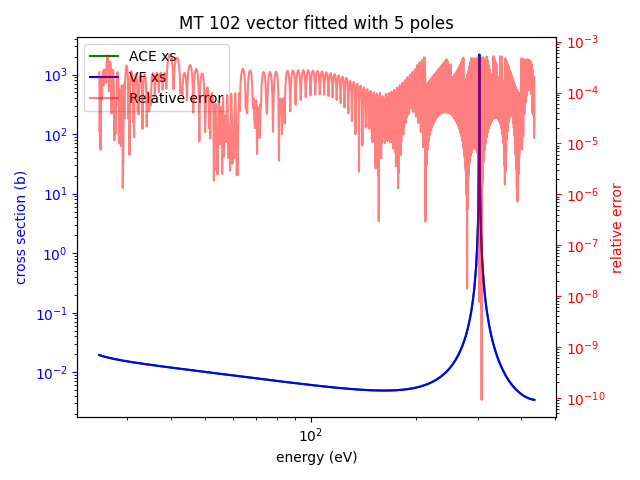 MT 102 vector fitted with 5 poles
ACE xs
VF xs
Relative error
10³
10²
10¹
10⁰
10⁻¹
10⁻²
cross section (b)
10⁻³
10⁻⁴
10⁻⁵
10⁻⁶
10⁻⁷
10⁻⁸
10⁻⁹
10⁻¹⁰
relative error
10²
energy (eV)